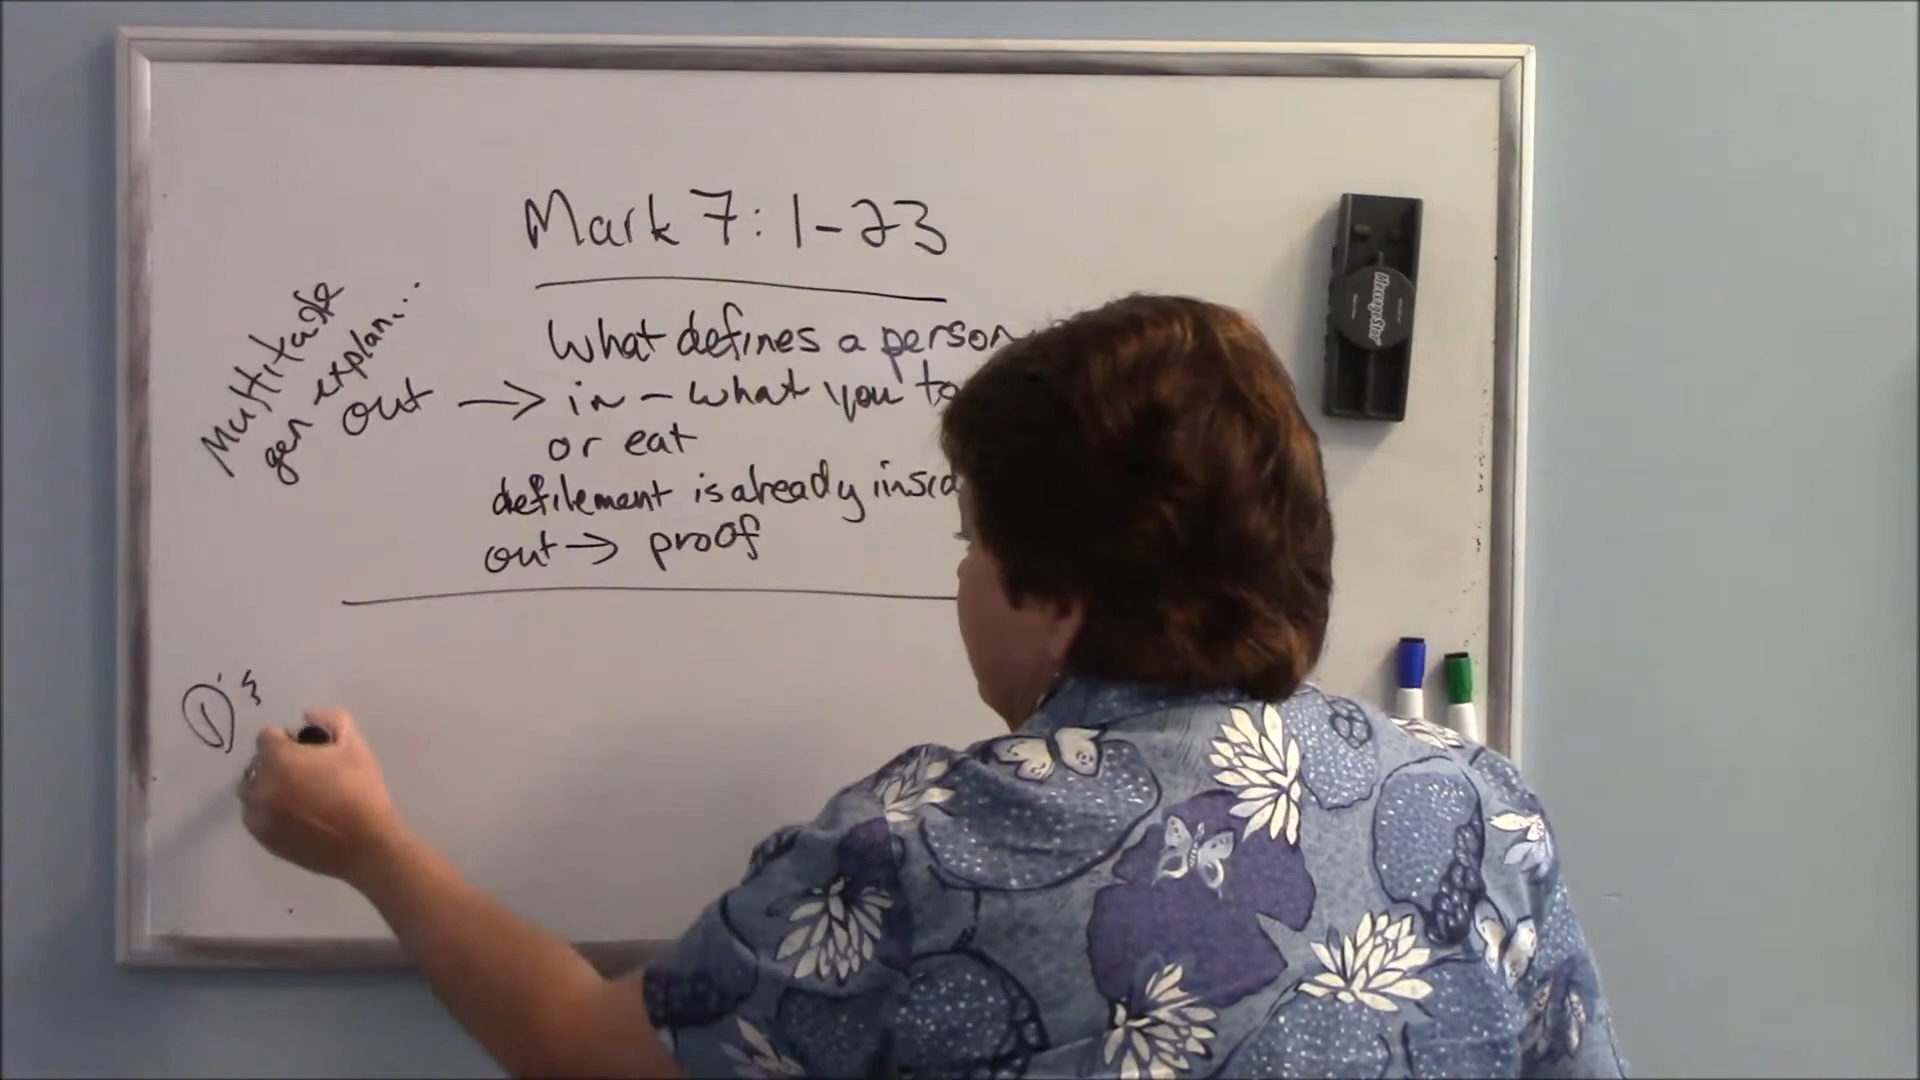 Mark 7:1-23
Multitude
gen explan...
What defines a person
out → in - what you to
or eat
defilement is already insid
out → proof
D's